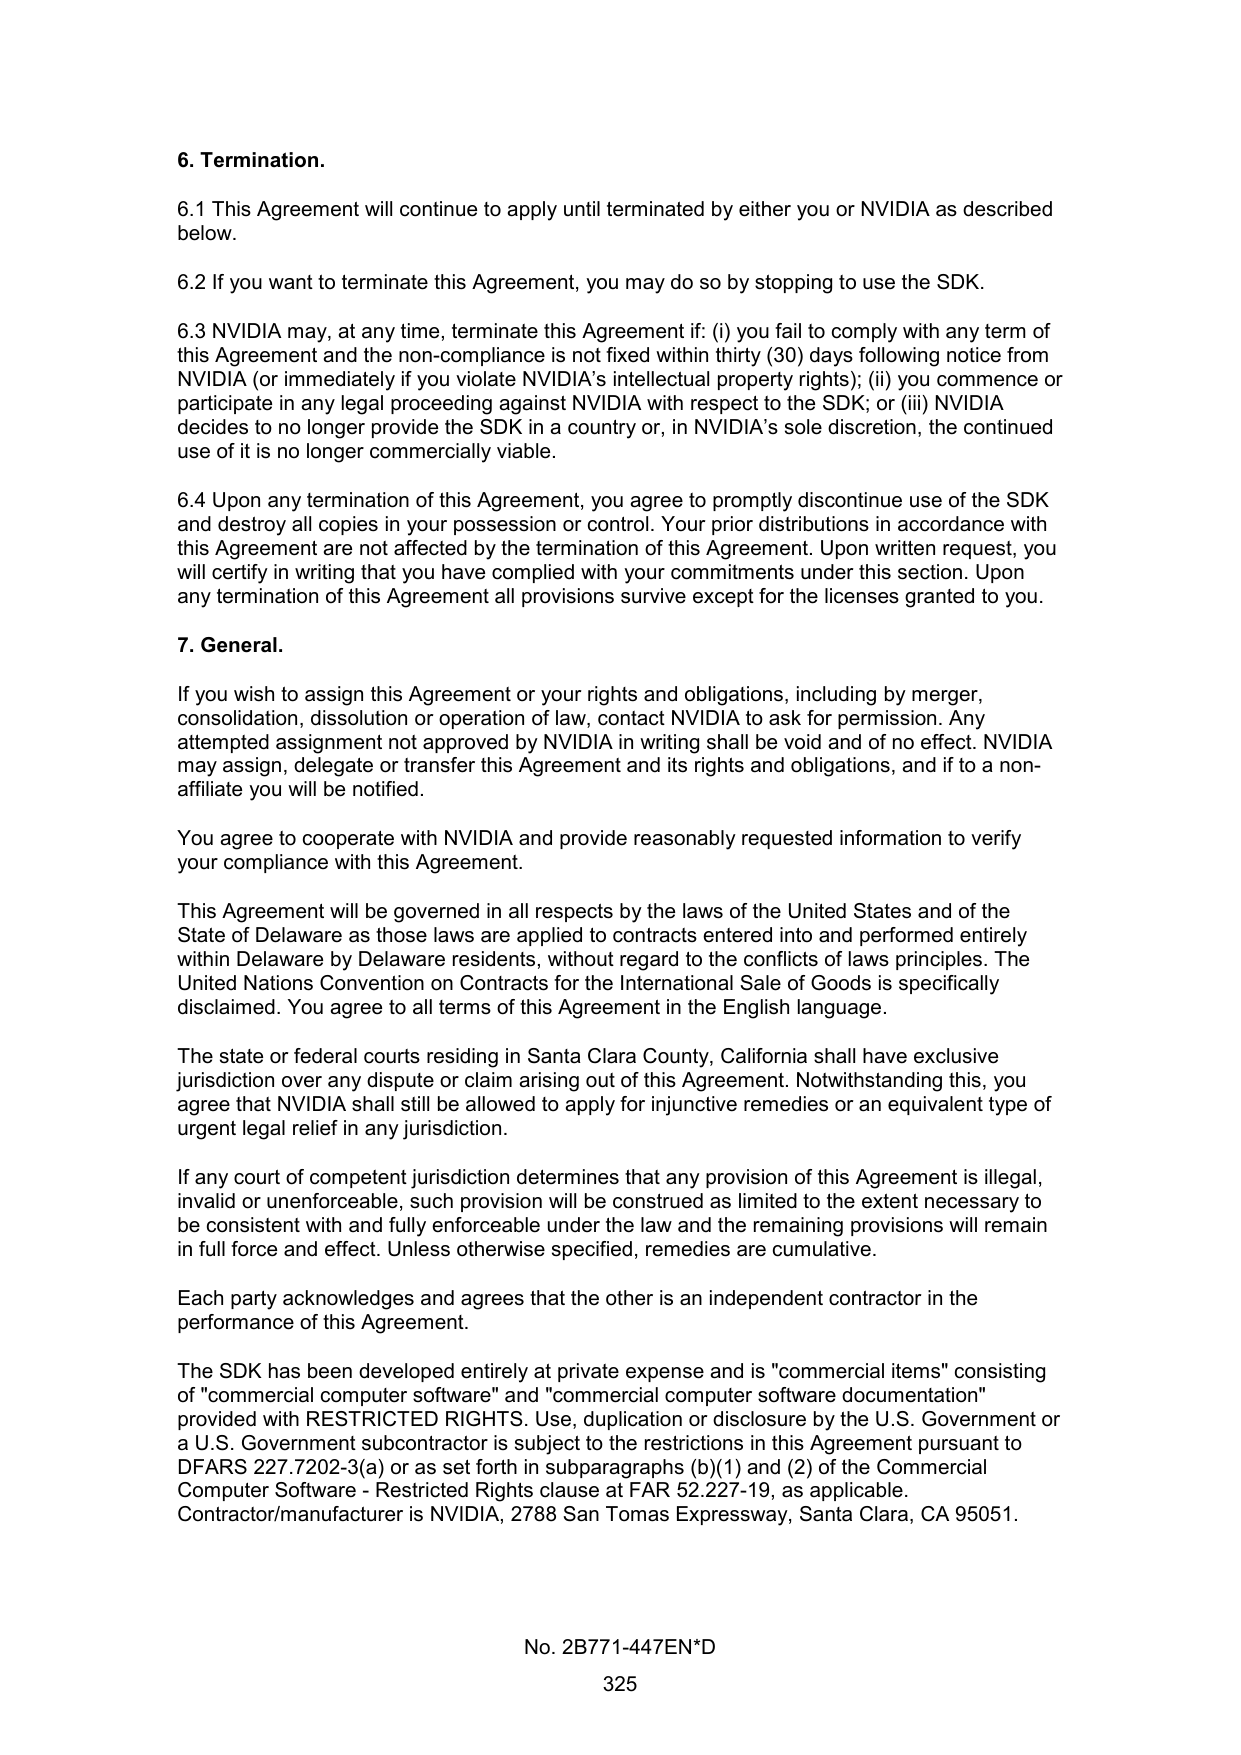 6. Termination.
6.1 This Agreement will continue to apply until terminated by either you or NVIDIA as described
below.
6.2 If you want to terminate this Agreement, you may do so by stopping to use the SDK.
6.3 NVIDIA may, at any time, terminate this Agreement if: (i) you fail to comply with any term of
this Agreement and the non-compliance is not fixed within thirty (30) days following notice from
NVIDIA (or immediately if you violate NVIDIA’s intellectual property rights); (ii) you commence or
participate in any legal proceeding against NVIDIA with respect to the SDK; or (iii) NVIDIA
decides to no longer provide the SDK in a country or, in NVIDIA’s sole discretion, the continued
use of it is no longer commercially viable.
6.4 Upon any termination of this Agreement, you agree to promptly discontinue use of the SDK
and destroy all copies in your possession or control. Your prior distributions in accordance with
this Agreement are not affected by the termination of this Agreement. Upon written request, you
will certify in writing that you have complied with your commitments under this section. Upon
any termination of this Agreement all provisions survive except for the licenses granted to you.
7. General.
If you wish to assign this Agreement or your rights and obligations, including by merger,
consolidation, dissolution or operation of law, contact NVIDIA to ask for permission. Any
attempted assignment not approved by NVIDIA in writing shall be void and of no effect. NVIDIA
may assign, delegate or transfer this Agreement and its rights and obligations, and if to a non-
affiliate you will be notified.
You agree to cooperate with NVIDIA and provide reasonably requested information to verify
your compliance with this Agreement.
This Agreement will be governed in all respects by the laws of the United States and of the
State of Delaware as those laws are applied to contracts entered into and performed entirely
within Delaware by Delaware residents, without regard to the conflicts of laws principles. The
United Nations Convention on Contracts for the International Sale of Goods is specifically
disclaimed. You agree to all terms of this Agreement in the English language.
The state or federal courts residing in Santa Clara County, California shall have exclusive
jurisdiction over any dispute or claim arising out of this Agreement. Notwithstanding this, you
agree that NVIDIA shall still be allowed to apply for injunctive remedies or an equivalent type of
urgent legal relief in any jurisdiction.
If any court of competent jurisdiction determines that any provision of this Agreement is illegal,
invalid or unenforceable, such provision will be construed as limited to the extent necessary to
be consistent with and fully enforceable under the law and the remaining provisions will remain
in full force and effect. Unless otherwise specified, remedies are cumulative.
Each party acknowledges and agrees that the other is an independent contractor in the
performance of this Agreement.
The SDK has been developed entirely at private expense and is "commercial items" consisting
of "commercial computer software" and "commercial computer software documentation"
provided with RESTRICTED RIGHTS. Use, duplication or disclosure by the U.S. Government or
a U.S. Government subcontractor is subject to the restrictions in this Agreement pursuant to
DFARS 227.7202-3(a) or as set forth in subparagraphs (b)(1) and (2) of the Commercial
Computer Software - Restricted Rights clause at FAR 52.227-19, as applicable.
Contractor/manufacturer is NVIDIA, 2788 San Tomas Expressway, Santa Clara, CA 95051.
No. 2B771-447EN*D
325